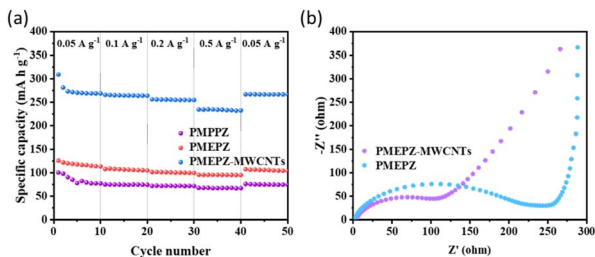 (a)
0.05 A g⁻¹ 0.1 A g⁻¹ 0.2 A g⁻¹ 0.5 A g⁻¹ 0.05 A g⁻¹
Specific capacity (mA h g⁻¹)
400
350
300
250
200
150
100
50
0
PMPPZ
PMEPZ
PMEPZ-MWCNTs
0 10 20 30 40 50
Cycle number
(b)
-Z'' (ohm)
400
350
300
250
200
150
100
50
0
PMEPZ-MWCNTs
PMEPZ
0 50 100 150 200 250 300
Z' (ohm)